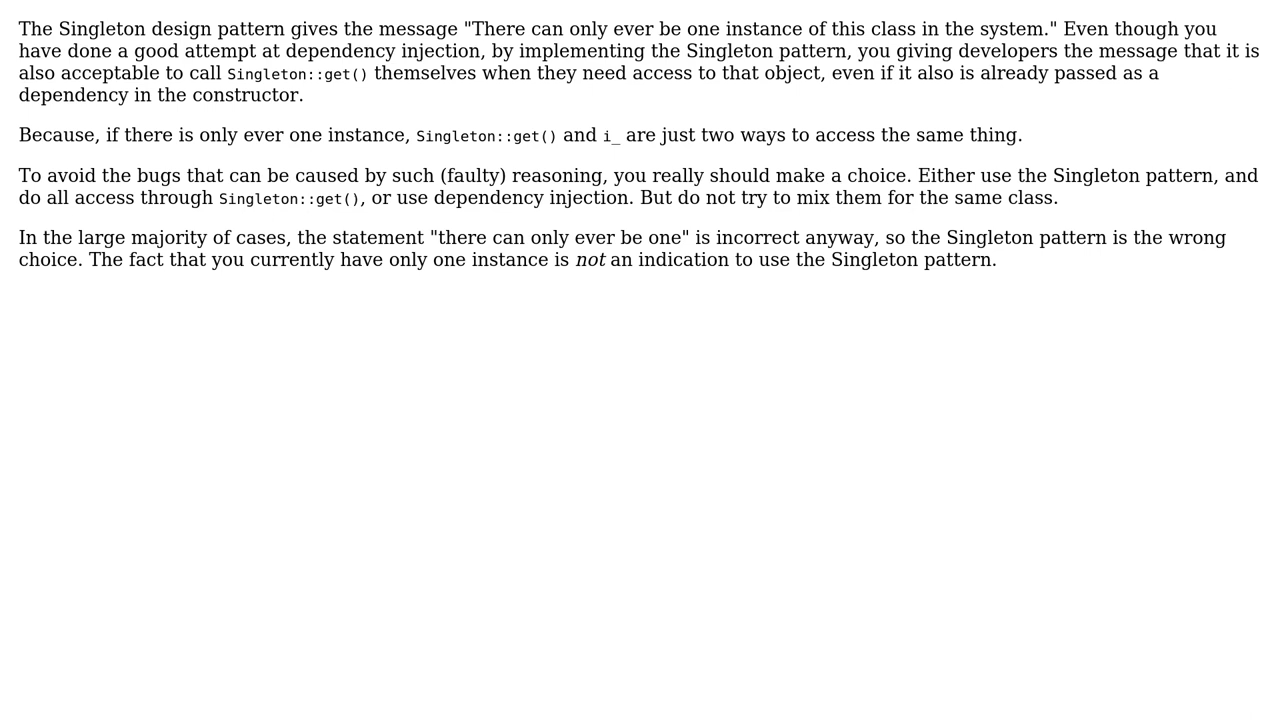 The Singleton design pattern gives the message "There can only ever be one instance of this class in the system." Even though you
have done a good attempt at dependency injection, by implementing the Singleton pattern, you giving developers the message that it is
also acceptable to call Singleton::get() themselves when they need access to that object, even if it also is already passed as a
dependency in the constructor.
Because, if there is only ever one instance, Singleton::get() and i_ are just two ways to access the same thing.
To avoid the bugs that can be caused by such (faulty) reasoning, you really should make a choice. Either use the Singleton pattern, and
do all access through Singleton::get(), or use dependency injection. But do not try to mix them for the same class.
In the large majority of cases, the statement "there can only ever be one" is incorrect anyway, so the Singleton pattern is the wrong
choice. The fact that you currently have only one instance is not an indication to use the Singleton pattern.